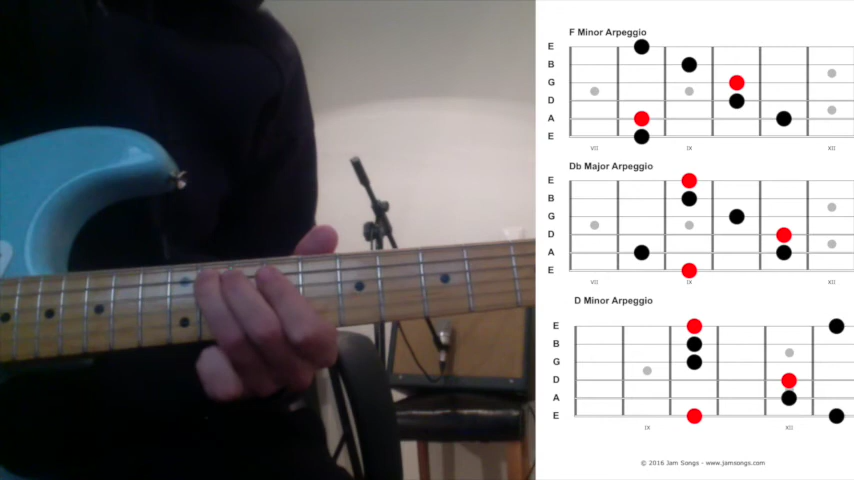 F Minor Arpeggio
E
B
G
D
A
E
VII IX XII
Db Major Arpeggio
E
B
G
D
A
E
VII IX XII
D Minor Arpeggio
E
B
G
D
A
E
IX XII
© 2016 Jam Songs - www.jamsongs.com